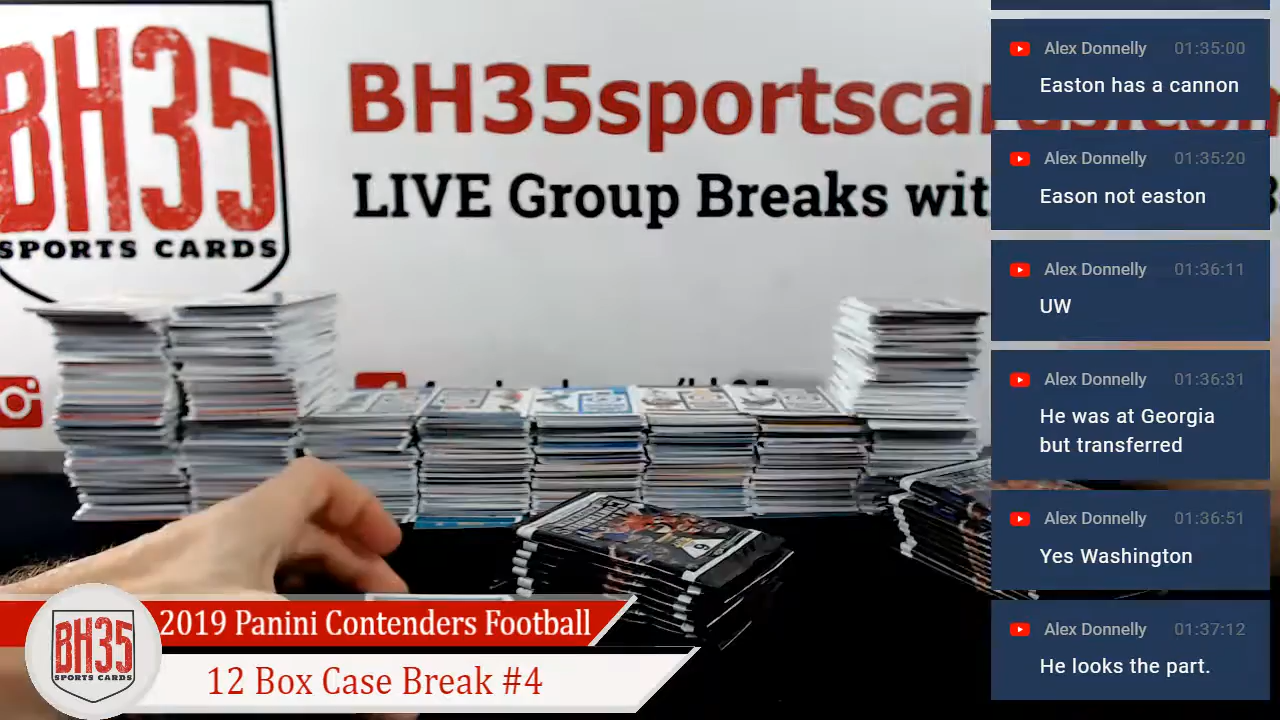 BH35
SPORTS CARDS
BH35sportscards.com
LIVE Group Breaks wit
Alex Donnelly 01:35:00
Easton has a cannon
Alex Donnelly 01:35:20
Eason not easton
Alex Donnelly 01:36:11
UW
Alex Donnelly 01:36:31
He was at Georgia
but transferred
Alex Donnelly 01:36:51
Yes Washington
Alex Donnelly 01:37:12
He looks the part.
BH35
SPORTS CARDS
2019 Panini Contenders Football
12 Box Case Break #4